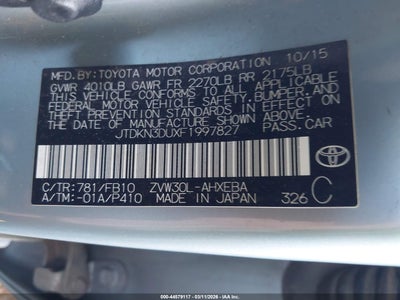 MFD. BY: TOYOTA MOTOR CORPORATION 10/15
GVWR 4010LB GAWR FR 2270LB RR 2175LB
THIS VEHICLE CONFORMS TO ALL APPLICABLE
FEDERAL MOTOR VEHICLE SAFETY, BUMPER, AND
THEFT PREVENTION STANDARDS IN EFFECT ON
THE DATE OF MANUFACTURE SHOWN ABOVE.
JTDKN3DUXF1997827 PASS.CAR
TOYOTA
C/TR: 781/FB10 ZVW30L-AHXEBA
A/TM: -01A/P410 MADE IN JAPAN 326 C
ID: 000-44579117 - 03/11/2026 - IAA